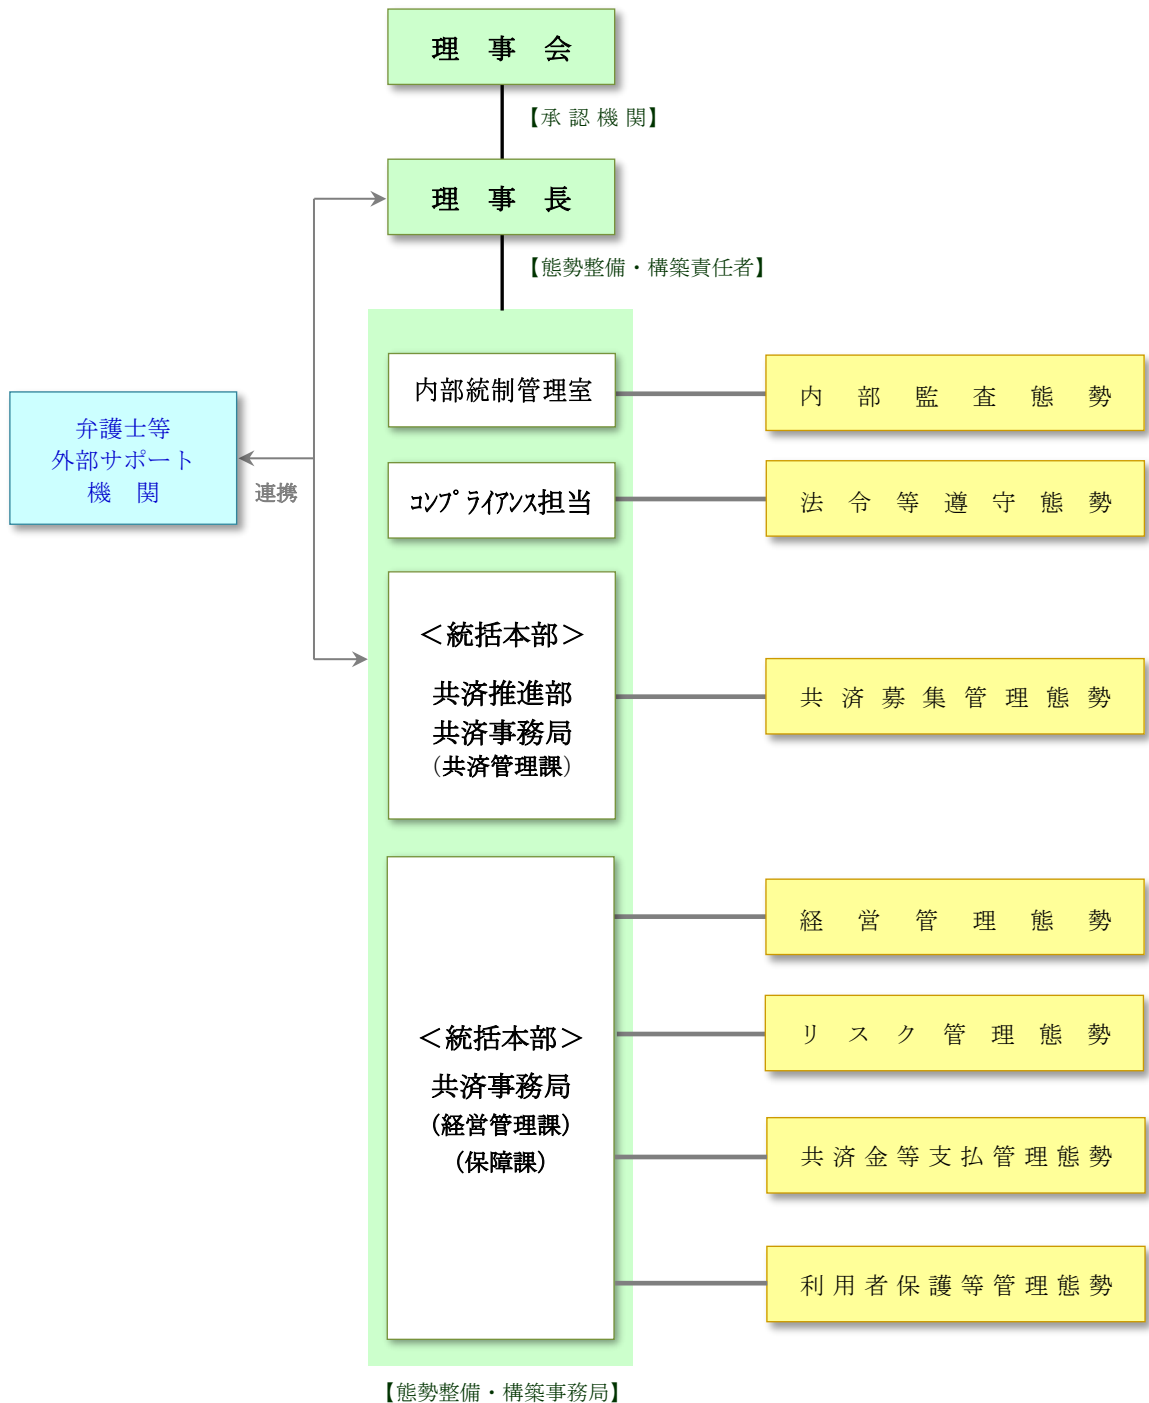 理　事　会
【承 認 機 関】
理　事　長
【態勢整備・構築責任者】
内部統制管理室
内 部 監 査 態 勢
弁護士等
外部サポート
機　関
連携
ｺﾝﾌﾟﾗｲｱﾝｽ担当
法 令 等 遵 守 態 勢
＜統括本部＞
共済推進部
共済事務局
（共済管理課）
共 済 募 集 管 理 態 勢
経 営 管 理 態 勢
＜統括本部＞
共済事務局
（経営管理課）
（保障課）
リ ス ク 管 理 態 勢
共 済 金 等 支 払 管 理 態 勢
利 用 者 保 護 等 管 理 態 勢
【態勢整備・構築事務局】